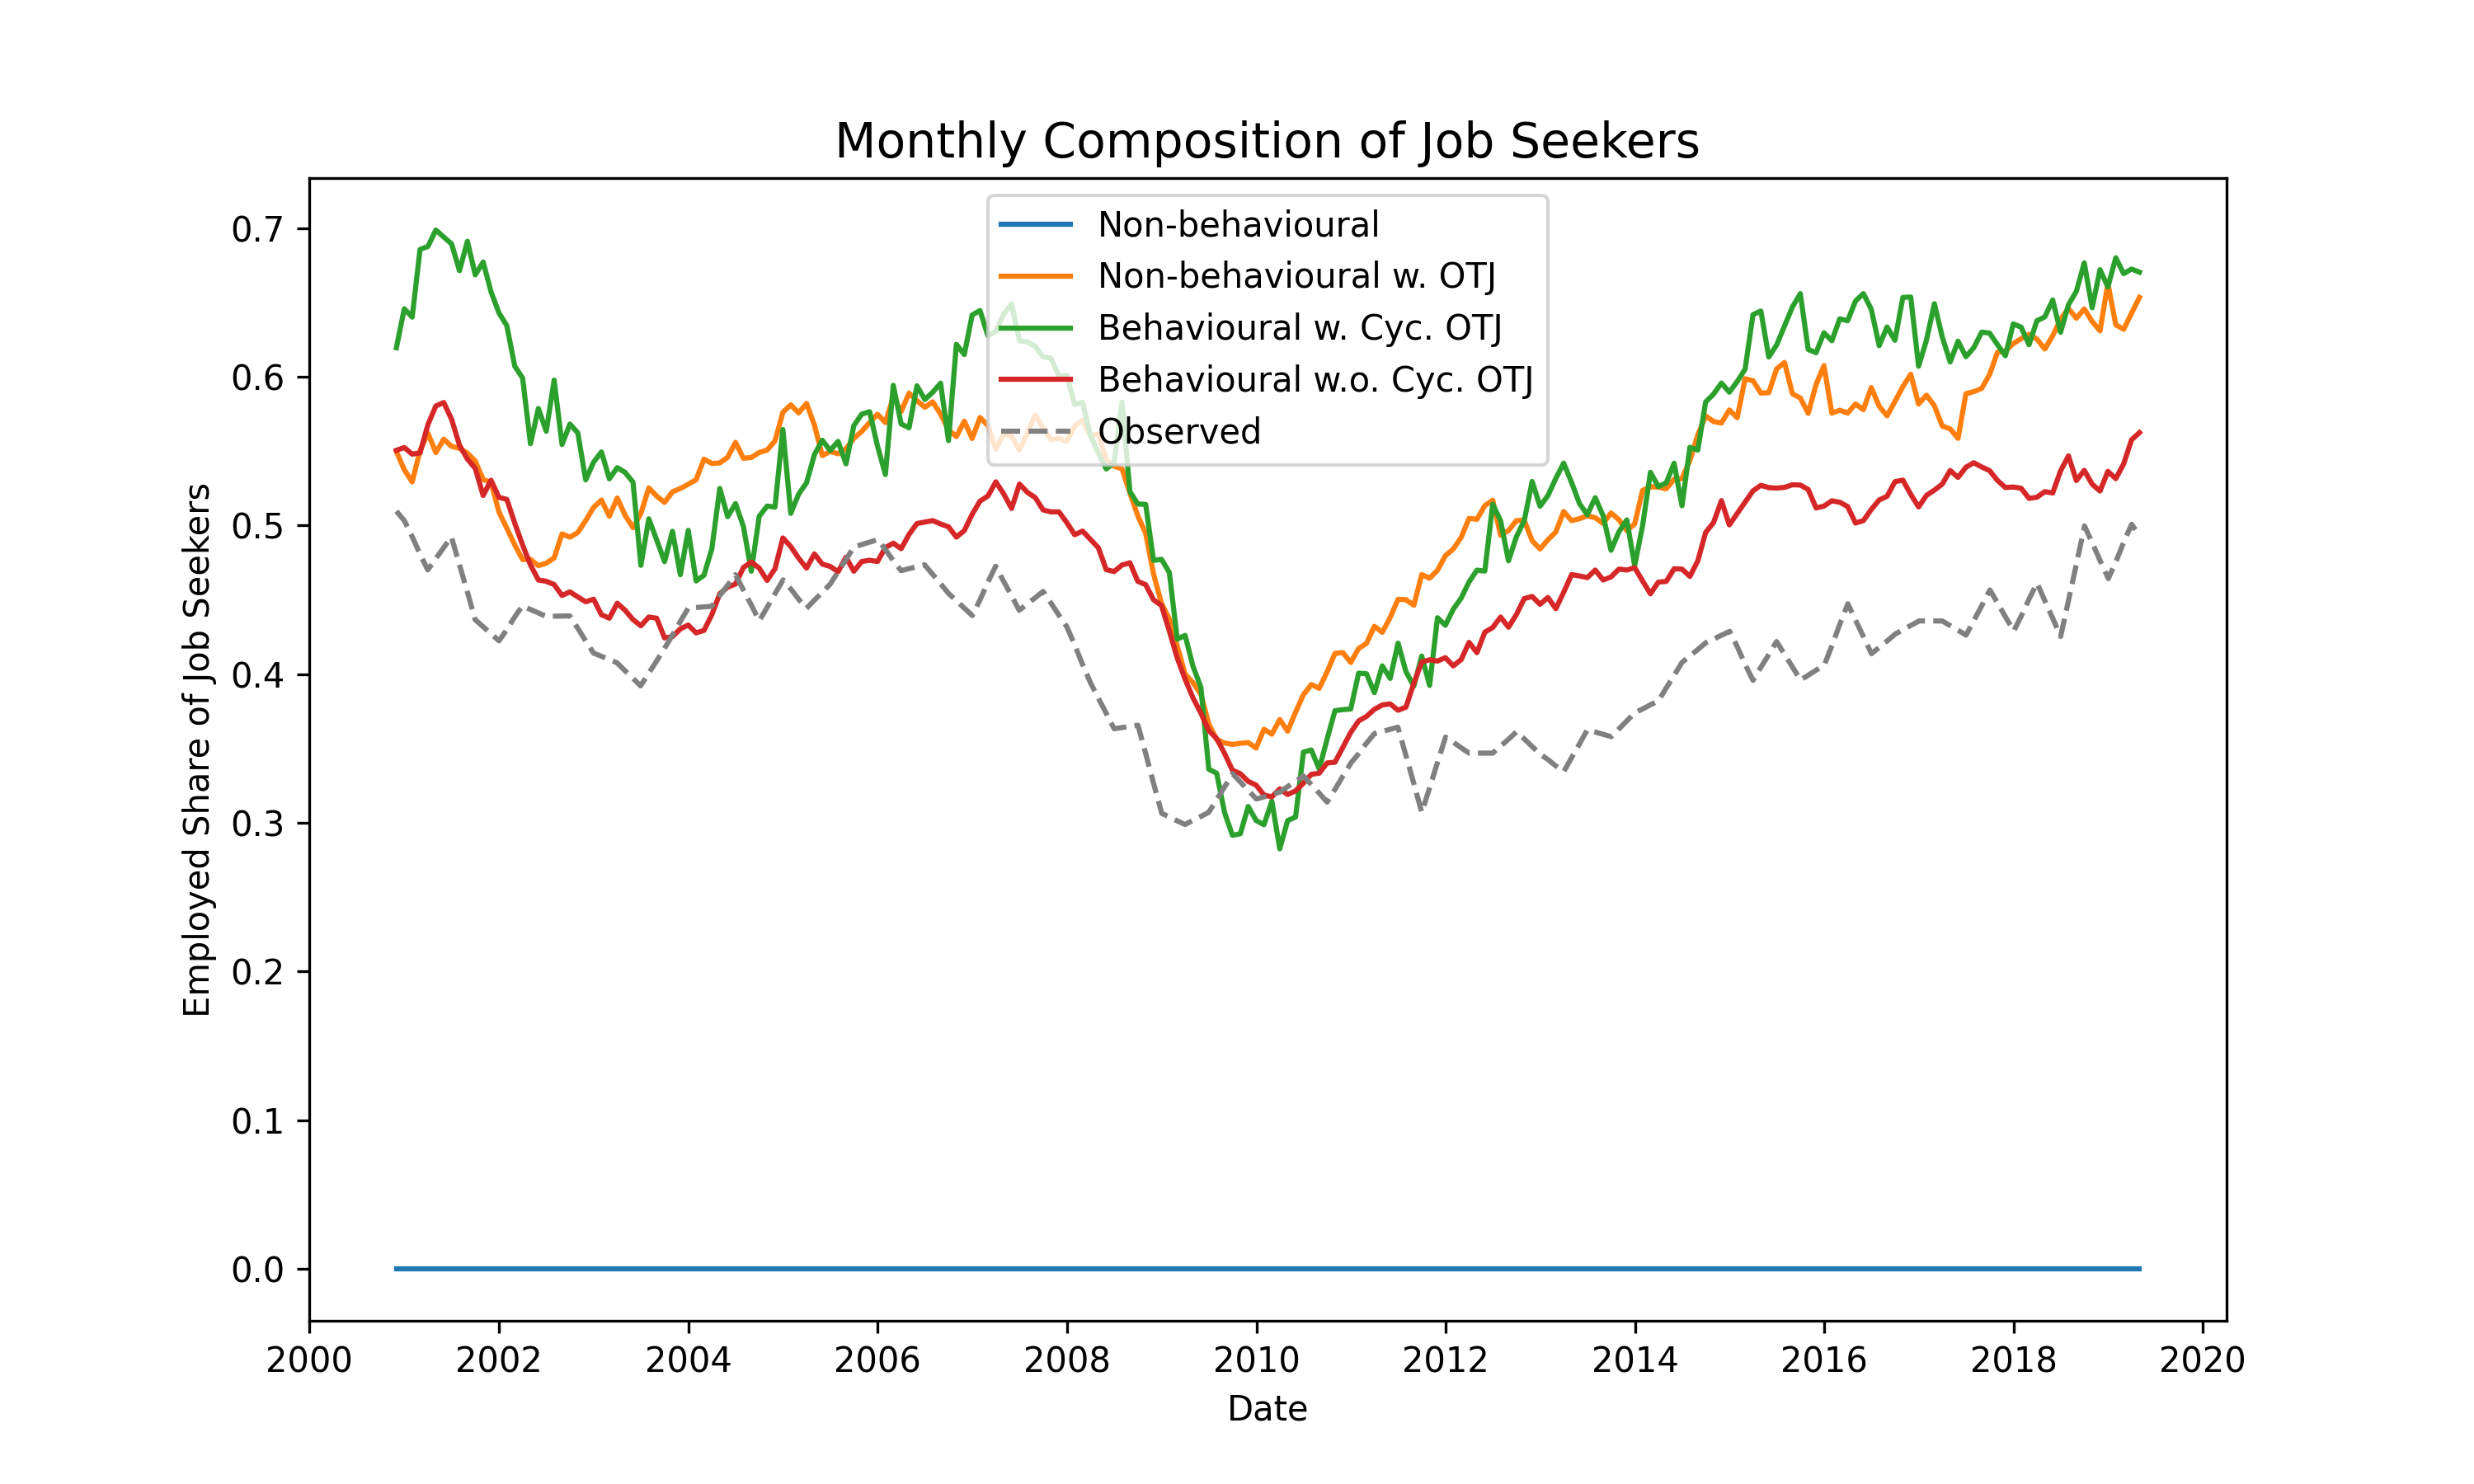 Monthly Composition of Job Seekers
Non-behavioural
Non-behavioural w. OTJ
Behavioural w. Cyc. OTJ
Behavioural w.o. Cyc. OTJ
Observed
Employed Share of Job Seekers
0.7
0.6
0.5
0.4
0.3
0.2
0.1
0.0
2000 2002 2004 2006 2008 2010 2012 2014 2016 2018 2020
Date